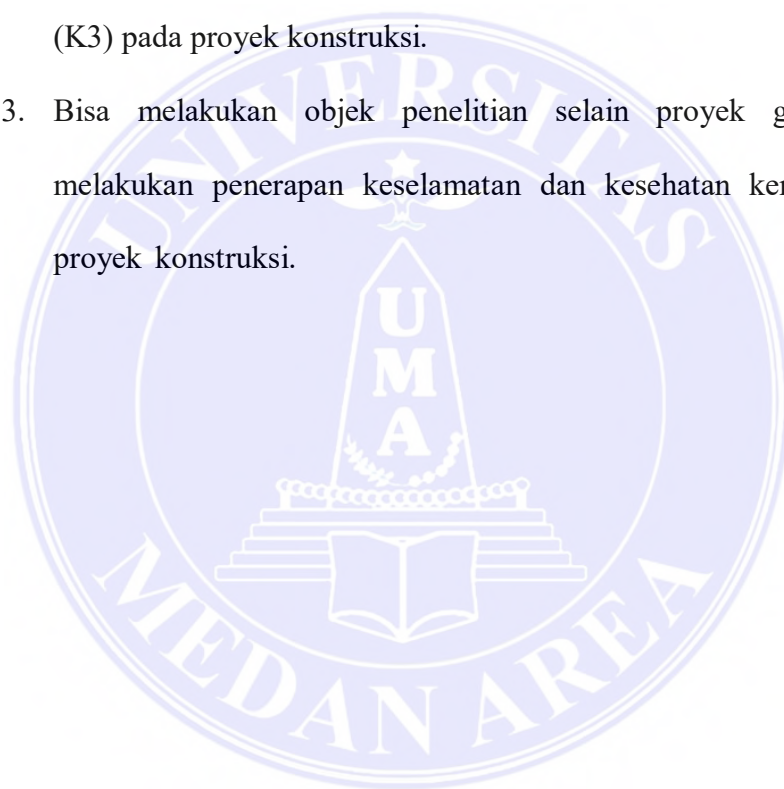 (K3) pada proyek konstruksi.
3. Bisa melakukan objek penelitian selain proyek
melakukan penerapan keselamatan dan kesehatan
proyek konstruksi.
UNIVERSITAS
UMA
MEDAN AREA